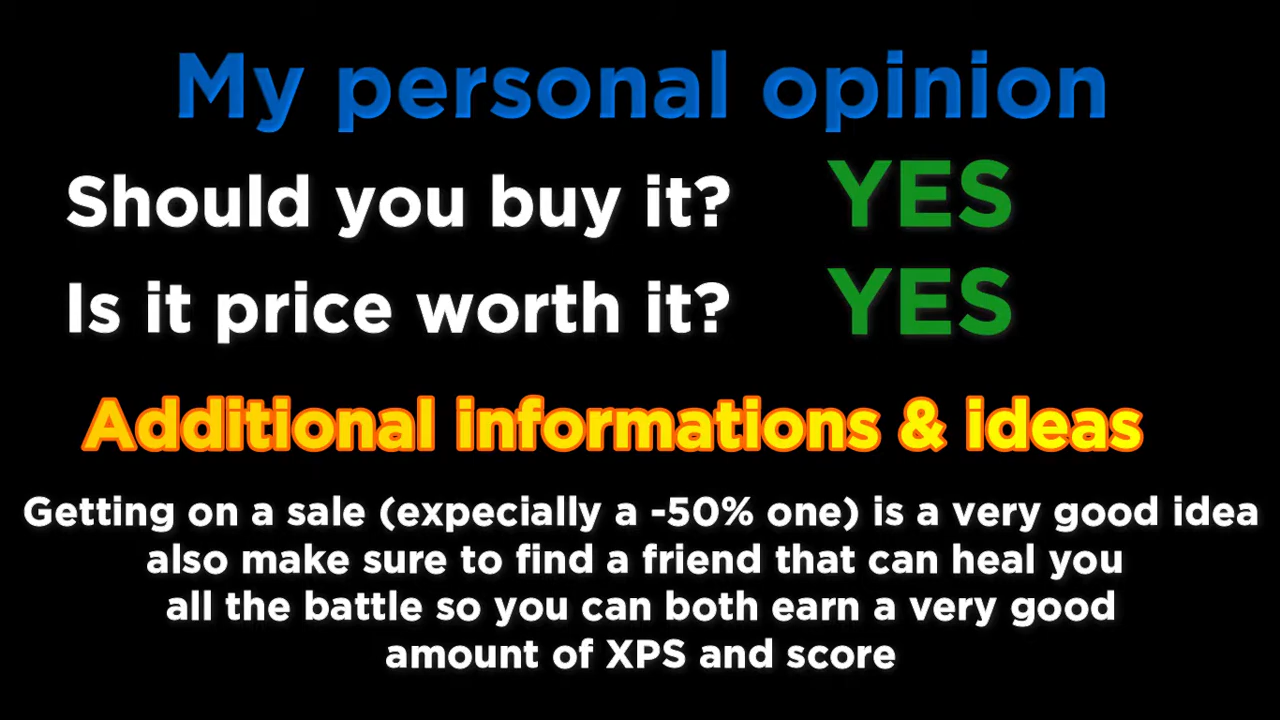 My personal opinion
Should you buy it? YES
Is it price worth it? YES
Additional informations & ideas
Getting on a sale (expecially a -50% one) is a very good idea
also make sure to find a friend that can heal you
all the battle so you can both earn a very good
amount of XPS and score